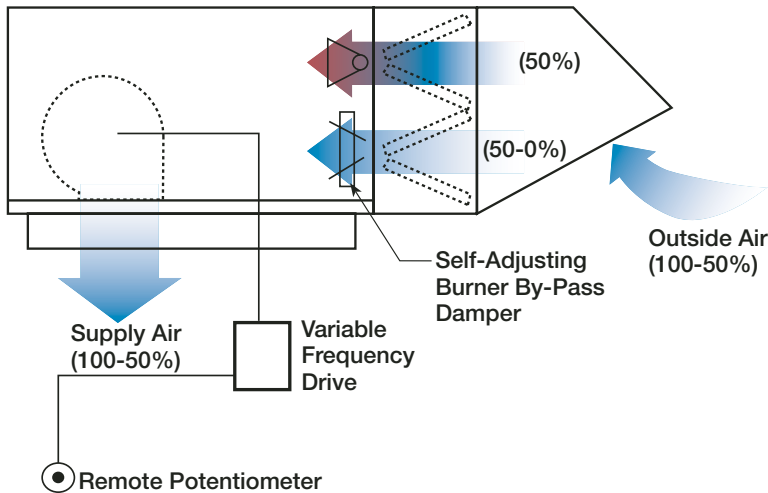 (50%)
(50-0%)
Outside Air
(100-50%)
Self-Adjusting
Burner By-Pass
Damper
Supply Air
(100-50%)
Variable
Frequency
Drive
Remote Potentiometer